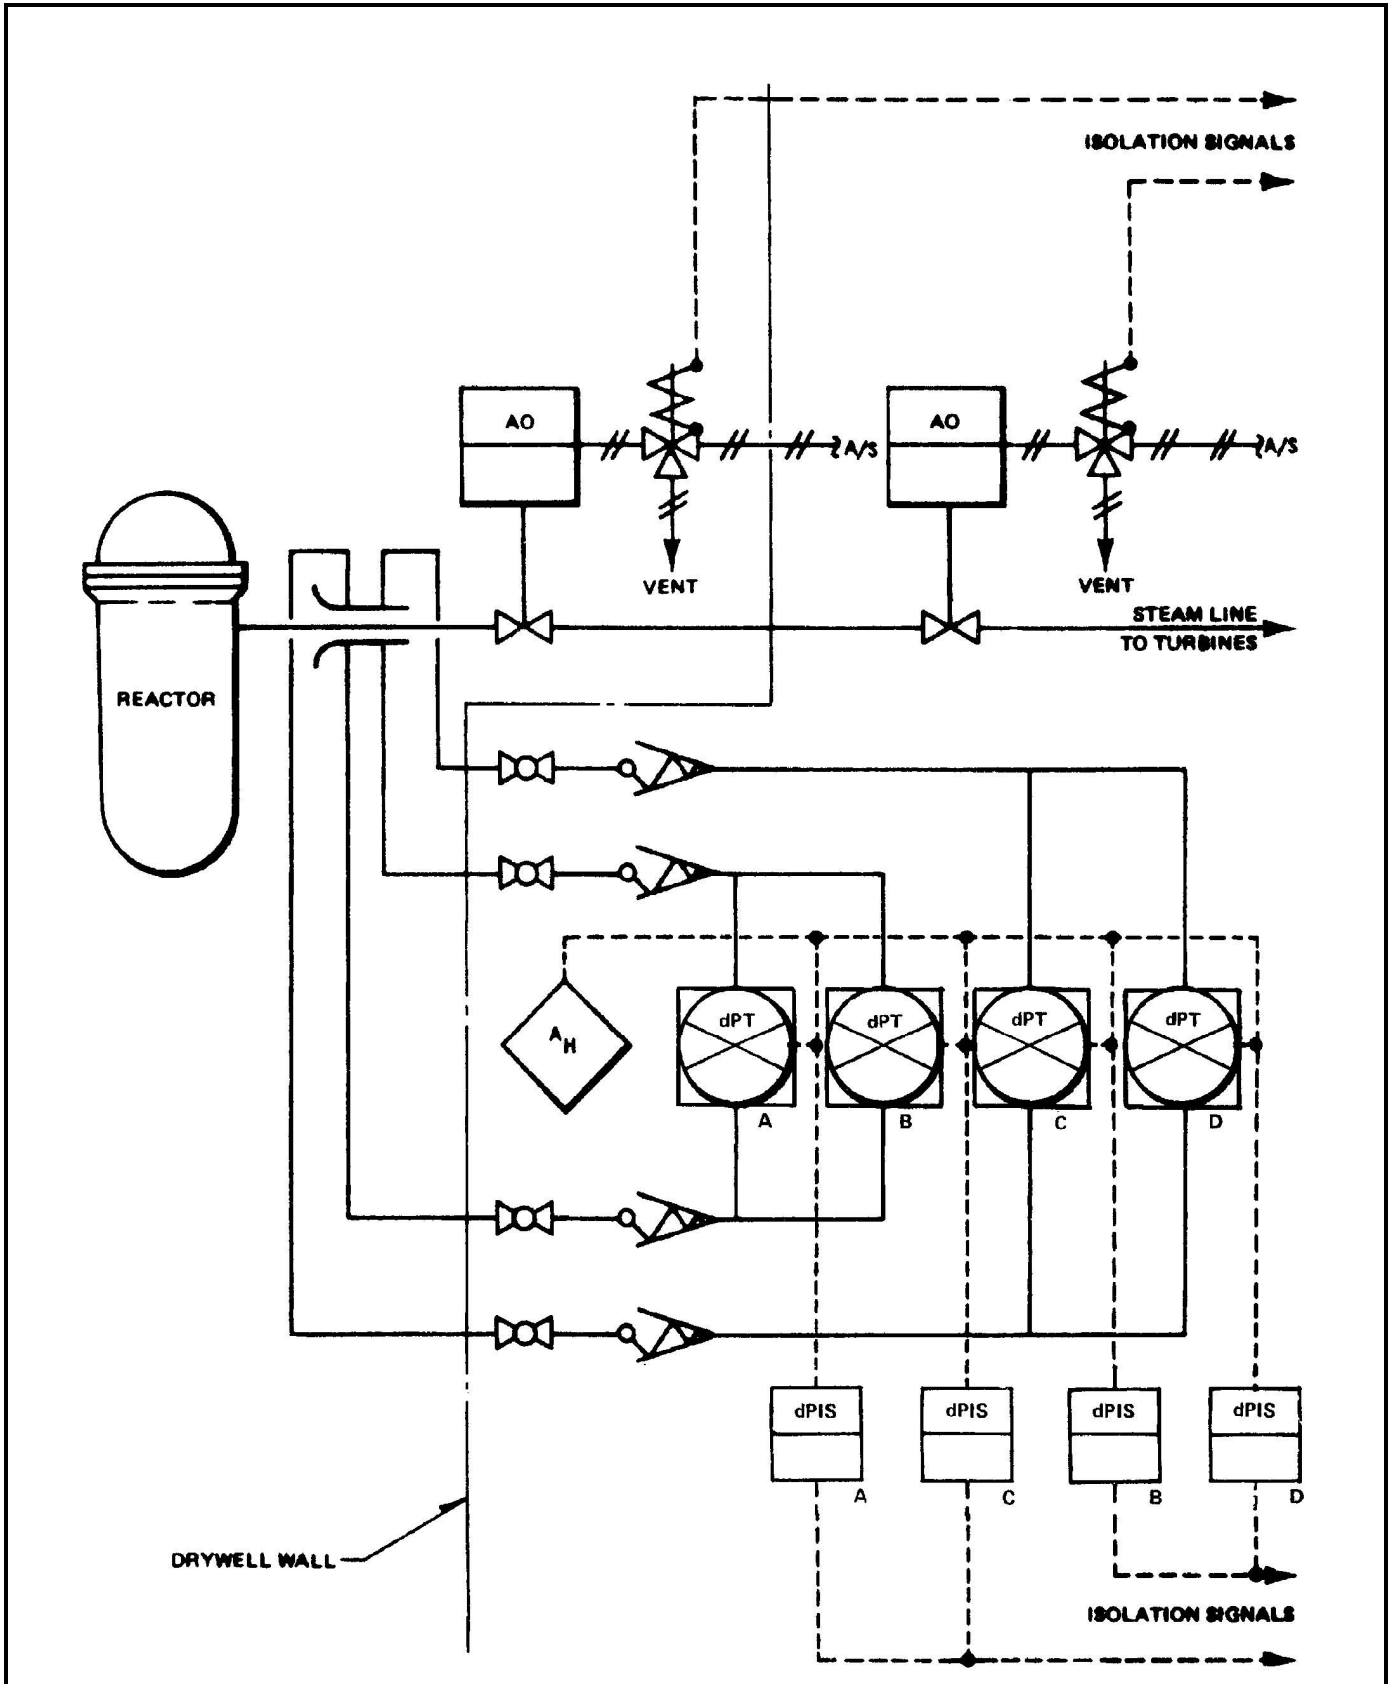 ISOLATION SIGNALS
AO
A/S
AO
A/S
VENT
VENT
STEAM LINE
TO TURBINES
REACTOR
AH
dPT
dPT
dPT
dPT
A
B
C
D
dPIS
dPIS
dPIS
dPIS
A
C
B
D
DRYWELL WALL
ISOLATION SIGNALS